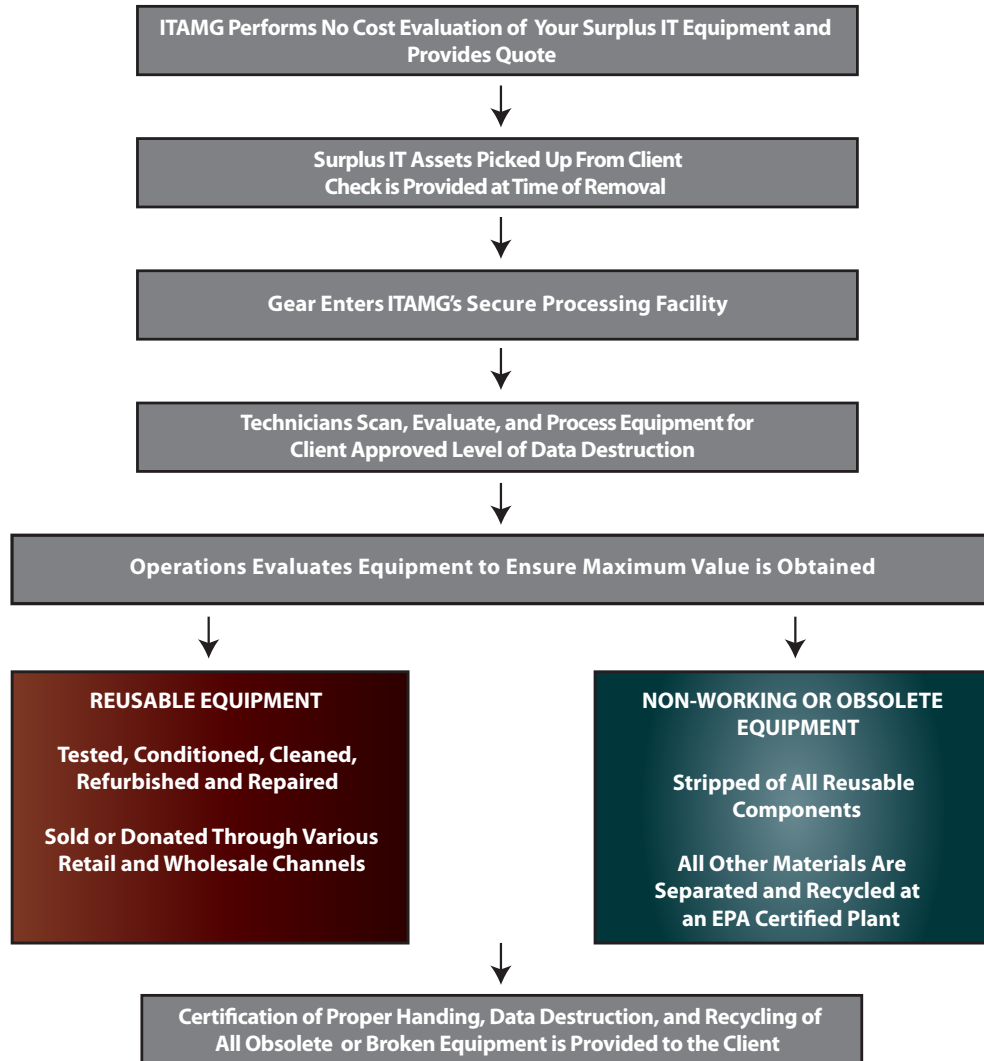 ITAMG Performs No Cost Evaluation of Your Surplus IT Equipment and
Provides Quote
Surplus IT Assets Picked Up From Client
Check is Provided at Time of Removal
Gear Enters ITAMG's Secure Processing Facility
Technicians Scan, Evaluate, and Process Equipment for
Client Approved Level of Data Destruction
Operations Evaluates Equipment to Ensure Maximum Value is Obtained
REUSABLE EQUIPMENT
Tested, Conditioned, Cleaned,
Refurbished and Repaired
Sold or Donated Through Various
Retail and Wholesale Channels
NON-WORKING OR OBSOLETE
EQUIPMENT
Stripped of All Reusable
Components
All Other Materials Are
Separated and Recycled at
an EPA Certified Plant
Certification of Proper Handing, Data Destruction, and Recycling of
All Obsolete or Broken Equipment is Provided to the Client